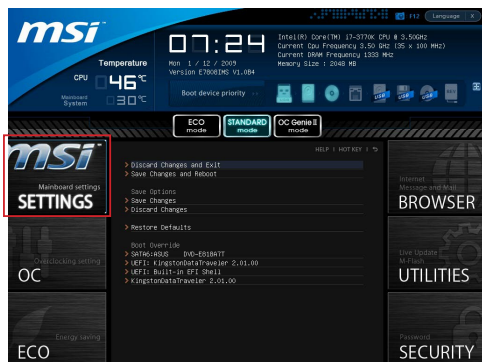 msi
Temperature
CPU 46°C
Mainboard
System 30°C
00:24
Mon 1 / 12 / 2009
Version E7808IMS V1.0B4
Intel(R) Core(TM) i7-3770K CPU @ 3.50GHz
Current Cpu Frequency 3.50 GHz (35 x 100 MHz)
Current DRAM Frequency 1333 MHz
Memory Size : 2048 MB
F12
Language
X
Boot device priority
USB
USB
USB
ECO
mode
STANDARD
mode
OC Genie II
mode
HELP | HOT KEY |
msi
Mainboard settings
SETTINGS
Overclocking setting
OC
Energy saving
ECO
> Discard Changes and Exit
> Save Changes and Reboot
Save Options
> Save Changes
> Discard Changes
> Restore Defaults
Boot Override
> SATA6:ASUS DVD-E818A7T
> UEFI: KingstonDataTraveler 2.01.00
> UEFI: Built-in EFI Shell
> KingstonDataTraveler 2.01.00
Internet
Message and Mail
BROWSER
Live Update
M-Flash
UTILITIES
Password
SECURITY